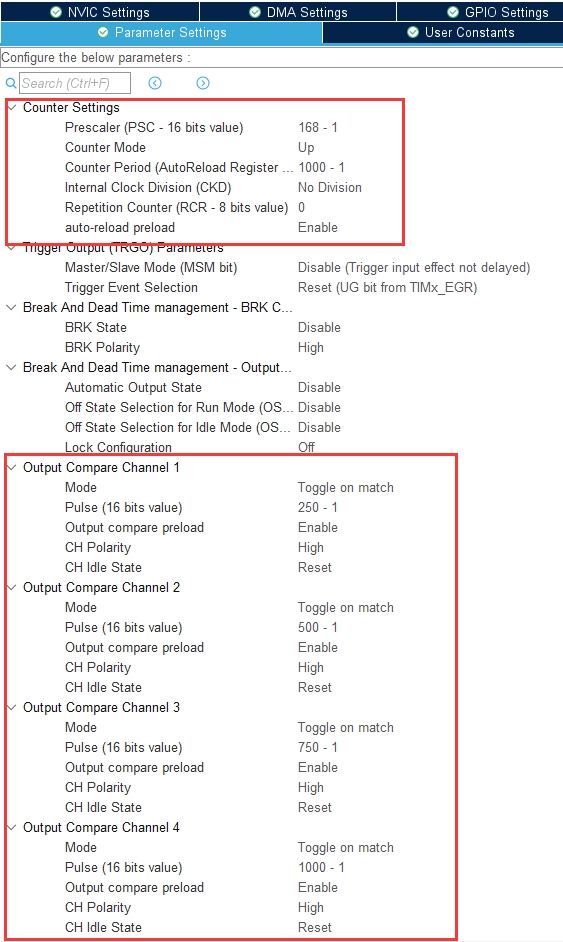 NVIC Settings DMA Settings GPIO Settings
Parameter Settings User Constants
Configure the below parameters :
Search (Ctrl+F)
Counter Settings
Prescaler (PSC - 16 bits value) 168 - 1
Counter Mode Up
Counter Period (AutoReload Register ... 1000 - 1
Internal Clock Division (CKD) No Division
Repetition Counter (RCR - 8 bits value) 0
auto-reload preload Enable
Trigger Output (TRGO) Parameters
Master/Slave Mode (MSM bit) Disable (Trigger input effect not delayed)
Trigger Event Selection Reset (UG bit from TIMx_EGR)
Break And Dead Time management - BRK C...
BRK State Disable
BRK Polarity High
Break And Dead Time management - Output...
Automatic Output State Disable
Off State Selection for Run Mode (OS... Disable
Off State Selection for Idle Mode (OS... Disable
Lock Configuration Off
Output Compare Channel 1
Mode Toggle on match
Pulse (16 bits value) 250 - 1
Output compare preload Enable
CH Polarity High
CH Idle State Reset
Output Compare Channel 2
Mode Toggle on match
Pulse (16 bits value) 500 - 1
Output compare preload Enable
CH Polarity High
CH Idle State Reset
Output Compare Channel 3
Mode Toggle on match
Pulse (16 bits value) 750 - 1
Output compare preload Enable
CH Polarity High
CH Idle State Reset
Output Compare Channel 4
Mode Toggle on match
Pulse (16 bits value) 1000 - 1
Output compare preload Enable
CH Polarity High
CH Idle State Reset